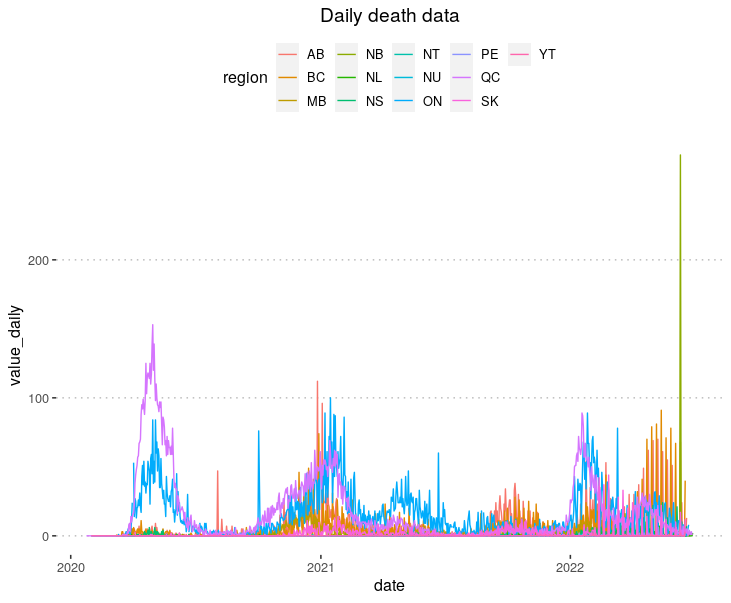 Daily death data
AB NB NT PE YT
region BC NL NU QC
MB NS ON SK
200
100
0
value_daily
2020 2021 2022
date